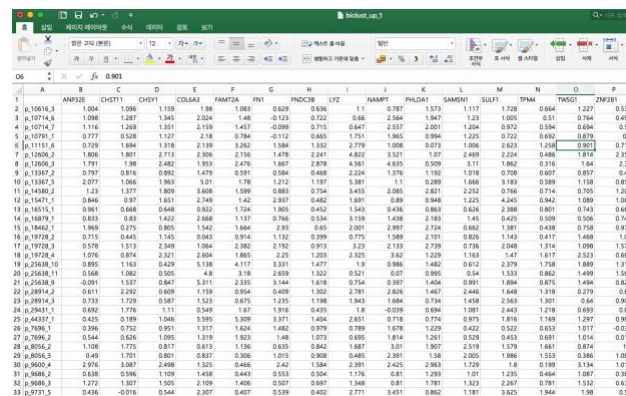 biclust_up_1
홈 삽입 페이지 레이아웃 수식 데이터 검토 보기
맑은 고딕 (본문) 12 텍스트 줄 바꿈 일반
붙여넣기 병합하고 가운데 맞춤 조건부 서식 표 서식 셀 스타일 삽입 삭제 서식
O6 fx 0.901
A B C D E F G H I J K L M N O P
1 ANP32E CHST11 CHSY1 COL6A3 FAM72A FN1 FNDC3B LYZ NAMPT PHLDA1 SAMSN1 SULF1 TPM4 TWSG1 ZNF281
2 p_10616_3 1.004 1.096 1.159 1.98 1.083 0.629 0.636 1.1 0.787 1.573 1.117 1.728 0.664 1.227
3 p_10714_6 1.098 1.287 1.345 2.024 1.48 -0.123 0.722 0.66 2.564 1.947 1.23 1.005 0.51 0.764
4 p_10714_7 1.116 1.269 1.351 2.159 1.457 -0.099 0.715 0.647 2.557 2.001 1.204 0.972 0.594 0.694
5 p_10791_1 0.777 0.528 1.127 2.18 0.784 -0.112 0.665 1.751 1.965 0.994 1.225 0.722 0.692 0.879
6 p_11151_6 0.729 1.694 1.318 2.139 3.262 1.584 1.332 2.779 1.008 0.073 1.006 2.623 1.258 0.901
7 p_12606_2 1.806 1.801 2.713 2.306 2.156 1.478 2.241 4.822 3.521 1.07 2.469 2.224 0.486 1.814
8 p_13306_2 1.791 1.98 2.482 1.953 2.476 1.667 2.878 4.561 4.635 0.509 3.11 1.862 0.316 1.64
9 p_13367_2 0.797 0.816 0.892 1.479 0.591 0.584 0.468 2.224 1.376 1.192 1.018 0.708 0.607 0.857
10 p_13367_5 2.077 1.066 1.963 5.01 1.78 1.212 1.197 5.381 1.1 0.289 1.666 3.183 0.589 1.158
11 p_14580_2 1.23 1.377 1.809 3.608 1.599 0.883 0.754 3.455 2.085 2.821 2.252 0.766 0.714 0.705
12 p_15471_1 0.846 0.97 1.651 2.749 1.42 2.937 0.482 1.691 0.89 0.948 1.225 4.245 0.942 1.089
13 p_16515_1 0.961 0.668 0.648 0.922 1.724 1.905 0.452 1.543 0.436 0.863 0.626 2.388 0.801 0.743
14 p_16879_1 0.833 0.83 1.422 2.668 1.137 0.766 0.534 3.159 1.438 2.183 1.45 0.425 0.509 0.506
15 p_18462_1 1.969 0.275 0.805 1.542 1.664 2.93 0.65 2.001 2.997 2.724 0.662 1.381 0.438 0.758
16 p_19728_2 0.715 0.445 1.145 0.043 0.914 1.132 0.399 0.775 1.589 2.101 0.826 1.143 0.417 1.468
17 p_19728_3 0.578 1.513 2.349 1.064 2.382 2.192 0.913 3.23 2.133 2.739 0.736 2.048 1.314 1.098
18 p_19728_4 1.076 0.874 2.321 2.604 1.865 2.25 1.203 2.325 3.62 1.229 1.163 1.47 1.617 2.523
19 p_25638_10 0.895 1.163 0.429 5.138 4.117 3.331 1.477 1.9 0.986 1.482 0.612 2.379 1.758 1.889
20 p_25638_11 0.568 1.082 0.505 4.8 3.18 2.659 1.322 0.521 0.07 0.995 0.54 1.533 0.862 1.499
21 p_25638_9 -0.091 1.537 0.847 5.311 2.335 3.144 1.618 0.754 0.397 1.404 0.991 1.894 0.875 1.494
22 p_28914_2 0.611 2.292 0.609 1.159 0.954 0.409 1.302 2.781 2.826 1.467 2.446 1.648 1.318 0.279
23 p_28914_3 0.733 1.729 0.587 1.523 0.675 1.235 1.198 1.943 1.684 0.734 1.458 2.563 1.301 0.64
24 p_29431_1 0.692 1.776 1.11 0.549 1.67 1.916 0.435 1.8 -0.039 0.694 1.081 2.443 1.218 0.693
25 p_44337_1 0.425 0.189 1.046 5.595 5.309 3.371 1.404 2.651 0.718 0.774 0.975 1.816 1.169 1.297
26 p_7696_1 0.396 0.752 0.951 1.317 1.624 1.482 0.979 0.789 1.678 1.229 0.422 0.522 0.653 1.017
27 p_7696_2 0.544 0.626 1.095 1.319 1.923 1.48 1.073 0.695 1.814 1.261 0.529 0.453 0.691 1.014
28 p_8056_2 1.108 1.775 0.817 0.613 1.136 0.635 0.842 1.687 3.01 1.907 2.519 1.579 1.661 0.874
29 p_8056_3 0.49 1.701 0.801 0.837 0.306 1.015 0.908 0.485 2.391 1.58 2.005 1.986 1.553 0.386
30 p_9600_4 2.976 3.087 2.498 1.325 0.466 2.42 1.584 2.391 2.425 2.963 1.729 1.8 0.199 3.134
31 p_9686_2 0.638 0.596 1.109 1.458 0.443 0.553 0.504 1.176 0.81 1.293 1.01 1.235 0.464 1.087
32 p_9686_3 1.272 1.307 1.505 2.109 1.406 0.507 0.697 1.348 0.81 1.781 1.323 2.267 0.781 1.532
33 p_9731_5 0.436 -0.016 0.544 2.307 0.407 0.539 0.402 2.771 3.451 0.862 1.181 3.625 1.944 1.98